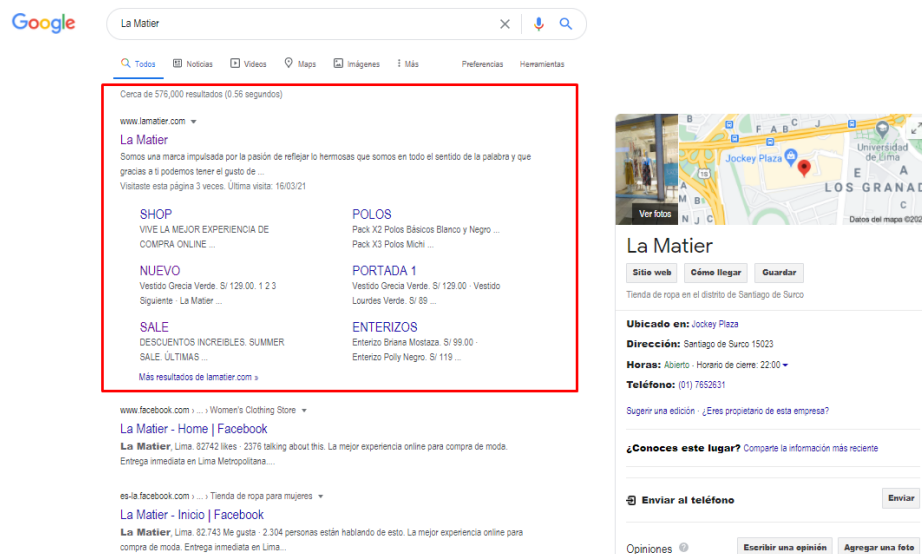 Google
La Matier
Todos Noticias Videos Maps Imágenes Más Preferencias Herramientas
Cerca de 576,000 resultados (0.56 segundos)
www.lamatier.com
La Matier
Somos una marca impulsada por la pasión de reflejar lo hermosas que somos en todo el sentido de la palabra y que
gracias a ti podemos tener el gusto de ...
Visitaste esta página 3 veces. Última visita: 16/03/21
SHOP
VIVE LA MEJOR EXPERIENCIA DE
COMPRA ONLINE ...
POLOS
Pack X2 Polos Básicos Blanco y Negro ...
Pack X3 Polos Michi ...
NUEVO
Vestido Grecia Verde. S/ 129.00. 1 2 3
Siguiente · La Matier ...
PORTADA 1
Vestido Grecia Verde. S/ 129.00 · Vestido
Lourdes Verde. S/ 89 ...
SALE
DESCUENTOS INCREIBLES. SUMMER
SALE. ÚLTIMAS ...
ENTERIZOS
Enterizo Briana Mostaza. S/ 99.00 ·
Enterizo Polly Negro. S/ 119 ...
Más resultados de lamatier.com »
www.facebook.com › ... › Women's Clothing Store
La Matier - Home | Facebook
La Matier, Lima. 82742 likes · 2376 talking about this. La mejor experiencia online para compra de moda.
Entrega inmediata en Lima Metropolitana....
es-la.facebook.com › ... › Tienda de ropa para mujeres
La Matier - Inicio | Facebook
La Matier, Lima. 82.743 Me gusta · 2.304 personas están hablando de esto. La mejor experiencia online para
compra de moda. Entrega inmediata en Lima...
Ver fotos
B
F A B C J
Jockey Plaza
Universidad
de Lima
15
A
M B
N J C
E A
LOS GRANAD
C
Datos del mapa ©202
La Matier
Sitio web Cómo llegar Guardar
Tienda de ropa en el distrito de Santiago de Surco
Ubicado en: Jockey Plaza
Dirección: Santiago de Surco 15023
Horas: Abierto · Horario de cierre: 22:00
Teléfono: (01) 7652631
Sugerir una edición · ¿Eres propietario de esta empresa?
¿Conoces este lugar? Comparte la información más reciente
Enviar al teléfono Enviar
Opiniones Escribir una opinión Agregar una foto